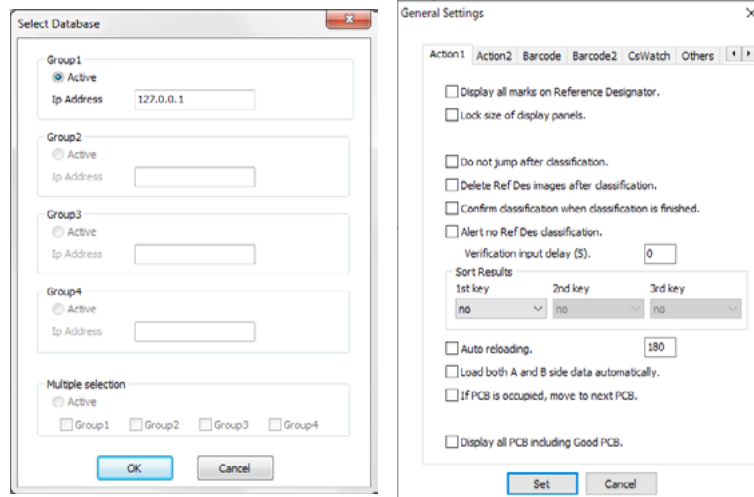 Select Database
Group1
Active
Ip Address 127.0.0.1
Group2
Active
Ip Address
Group3
Active
Ip Address
Group4
Active
Ip Address
Multiple selection
Active
Group1 Group2 Group3 Group4
OK Cancel
General Settings
Action1 Action2 Barcode Barcode2 CsWatch Others
Display all marks on Reference Designator.
Lock size of display panels.
Do not jump after classification.
Delete Ref Des images after classification.
Confirm classification when classification is finished.
Alert no Ref Des classification.
Verification input delay (S). 0
Sort Results
1st key 2nd key 3rd key
no no no
Auto reloading. 180
Load both A and B side data automatically.
If PCB is occupied, move to next PCB.
Display all PCB including Good PCB.
Set Cancel